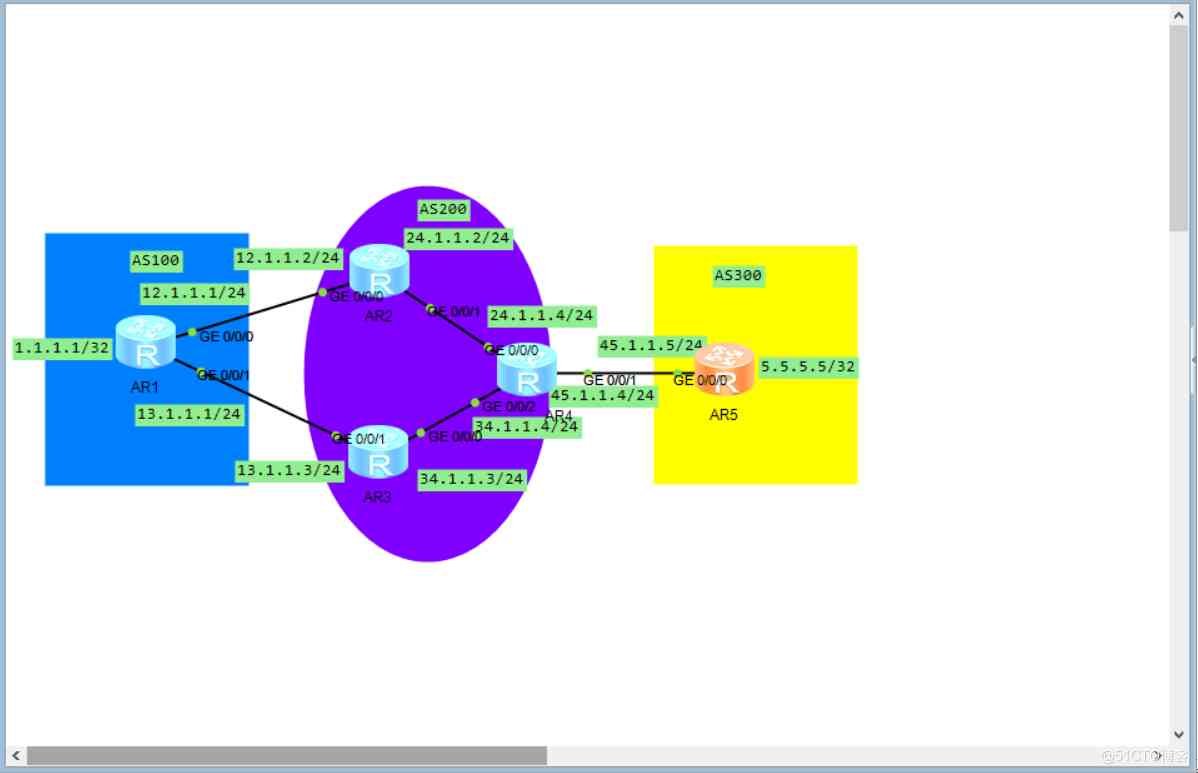 AS200
24.1.1.2/24
AS100
12.1.1.2/24
AS300
12.1.1.1/24
R
GE 0/0/0
GE 0/0/1
AR2
24.1.1.4/24
1.1.1.1/32
R
GE 0/0/0
GE 0/0/0
45.1.1.5/24
5.5.5.5/32
AR1
GE 0/0/1
R
GE 0/0/1
GE 0/0/0
R
45.1.1.4/24
13.1.1.1/24
GE 0/0/2
AR4
AR5
34.1.1.4/24
GE 0/0/1
GE 0/0/0
13.1.1.3/24
R
34.1.1.3/24
AR3
@51CTO博客